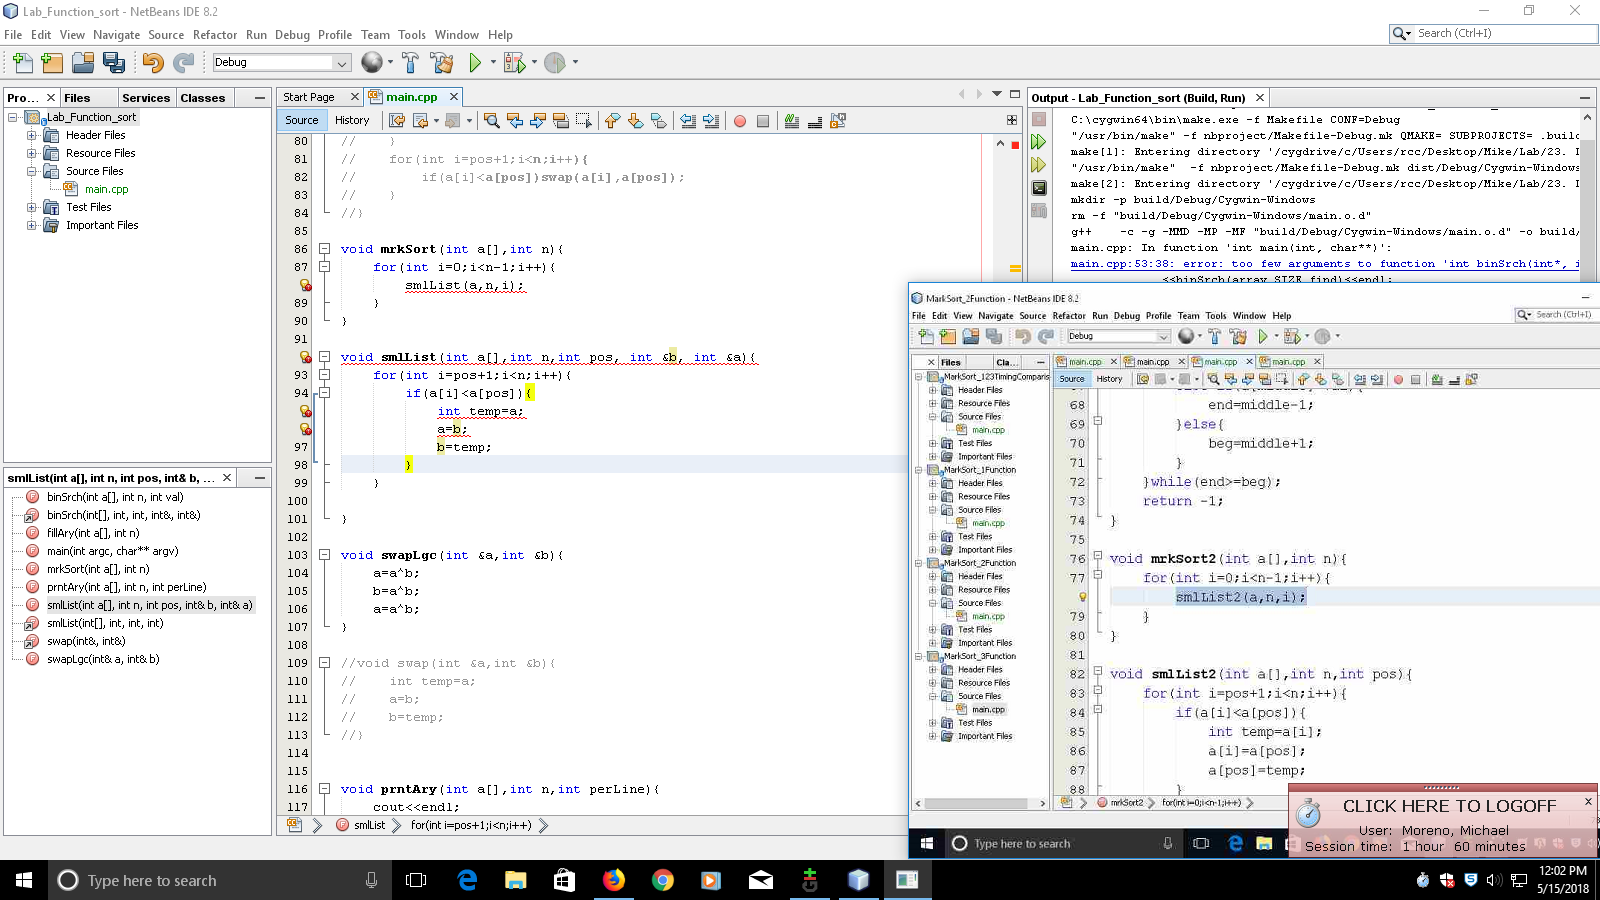 Lab_Function_sort - NetBeans IDE 8.2
File Edit View Navigate Source Refactor Run Debug Profile Team Tools Window Help
Search (Ctrl+I)
Debug
Pro... Files Services Classes
Lab_Function_sort
Header Files
Resource Files
Source Files
main.cpp
Test Files
Important Files
smlList(int a[], int n, int pos, int& b, ...
binSrch(int a[], int n, int val)
binSrch(int[], int, int, int&, int&)
fillAry(int a[], int n)
main(int argc, char** argv)
mrkSort(int a[], int n)
prntAry(int a[], int n, int perLine)
smlList(int a[], int n, int pos, int& b, int& a)
smlList(int[], int, int, int)
swap(int&, int&)
swapLgc(int& a, int& b)
Start Page main.cpp
Source History
80 // }
81 // for(int i=pos+1;i<n;i++){
82 // if(a[i]<a[pos])swap(a[i],a[pos]);
83 // }
84 //}
85
86 void mrkSort(int a[],int n){
87 for(int i=0;i<n-1;i++){
smlList(a,n,i);
89 }
90 }
91
void smlList(int a[],int n,int pos, int &b, int &a){
93 for(int i=pos+1;i<n;i++){
94 if(a[i]<a[pos]){
int temp=a;
a=b;
97 b=temp;
98 }
99 }
100
101 }
102
103 void swapLgc(int &a,int &b){
104 a=a^b;
105 b=a^b;
106 a=a^b;
107 }
108
109 //void swap(int &a,int &b){
110 // int temp=a;
111 // a=b;
112 // b=temp;
113 //}
114
115
116 void prntAry(int a[],int n,int perLine){
117 cout<<endl;
smlList for(int i=pos+1;i<n;i++)
Output - Lab_Function_sort (Build, Run)
C:\cygwin64\bin\make.exe -f Makefile CONF=Debug
"/usr/bin/make" -f nbproject/Makefile-Debug.mk QMAKE= SUBPROJECTS= .build
make[1]: Entering directory '/cygdrive/c/Users/rcc/Desktop/Mike/Lab/23.
"/usr/bin/make" -f nbproject/Makefile-Debug.mk dist/Debug/Cygwin-Windows/
make[2]: Entering directory '/cygdrive/c/Users/rcc/Desktop/Mike/Lab/23.
mkdir -p build/Debug/Cygwin-Windows
rm -f "build/Debug/Cygwin-Windows/main.o.d"
g++ -c -g -MMD -MP -MF "build/Debug/Cygwin-Windows/main.o.d" -o build/
main.cpp: In function 'int main(int, char**)':
main.cpp:53:38: error: too few arguments to function 'int binSrch(int*,
<<binSrch(array,SIZE,find)<<endl;
MarkSort_2Function - NetBeans IDE 8.2
File Edit View Navigate Source Refactor Run Debug Profile Team Tools Window Help
Search (Ctrl+I)
Debug
Files Cla...
MarkSort_123TimingComparis
Header Files
Resource Files
Source Files
main.cpp
Test Files
Important Files
MarkSort_1Function
Header Files
Resource Files
Source Files
main.cpp
Test Files
Important Files
MarkSort_2Function
Header Files
Resource Files
Source Files
main.cpp
Test Files
Important Files
MarkSort_3Function
Header Files
Resource Files
Source Files
main.cpp
Test Files
Important Files
main.cpp main.cpp main.cpp main.cpp
Source History
68 end=middle-1;
69 }else{
70 beg=middle+1;
71 }
72 }while(end>=beg);
73 return -1;
74 }
75
76 void mrkSort2(int a[],int n){
77 for(int i=0;i<n-1;i++){
smlList2(a,n,i);
79 }
80 }
81
82 void smlList2(int a[],int n,int pos){
83 for(int i=pos+1;i<n;i++){
84 if(a[i]<a[pos]){
85 int temp=a[i];
86 a[i]=a[pos];
87 a[pos]=temp;
88 }
mrkSort2 for(int i=0;i<n-1;i++)
Type here to search
CLICK HERE TO LOGOFF
User: Moreno, Michael
Session time: 1 hour 60 minutes
Type here to search
12:02 PM
5/15/2018